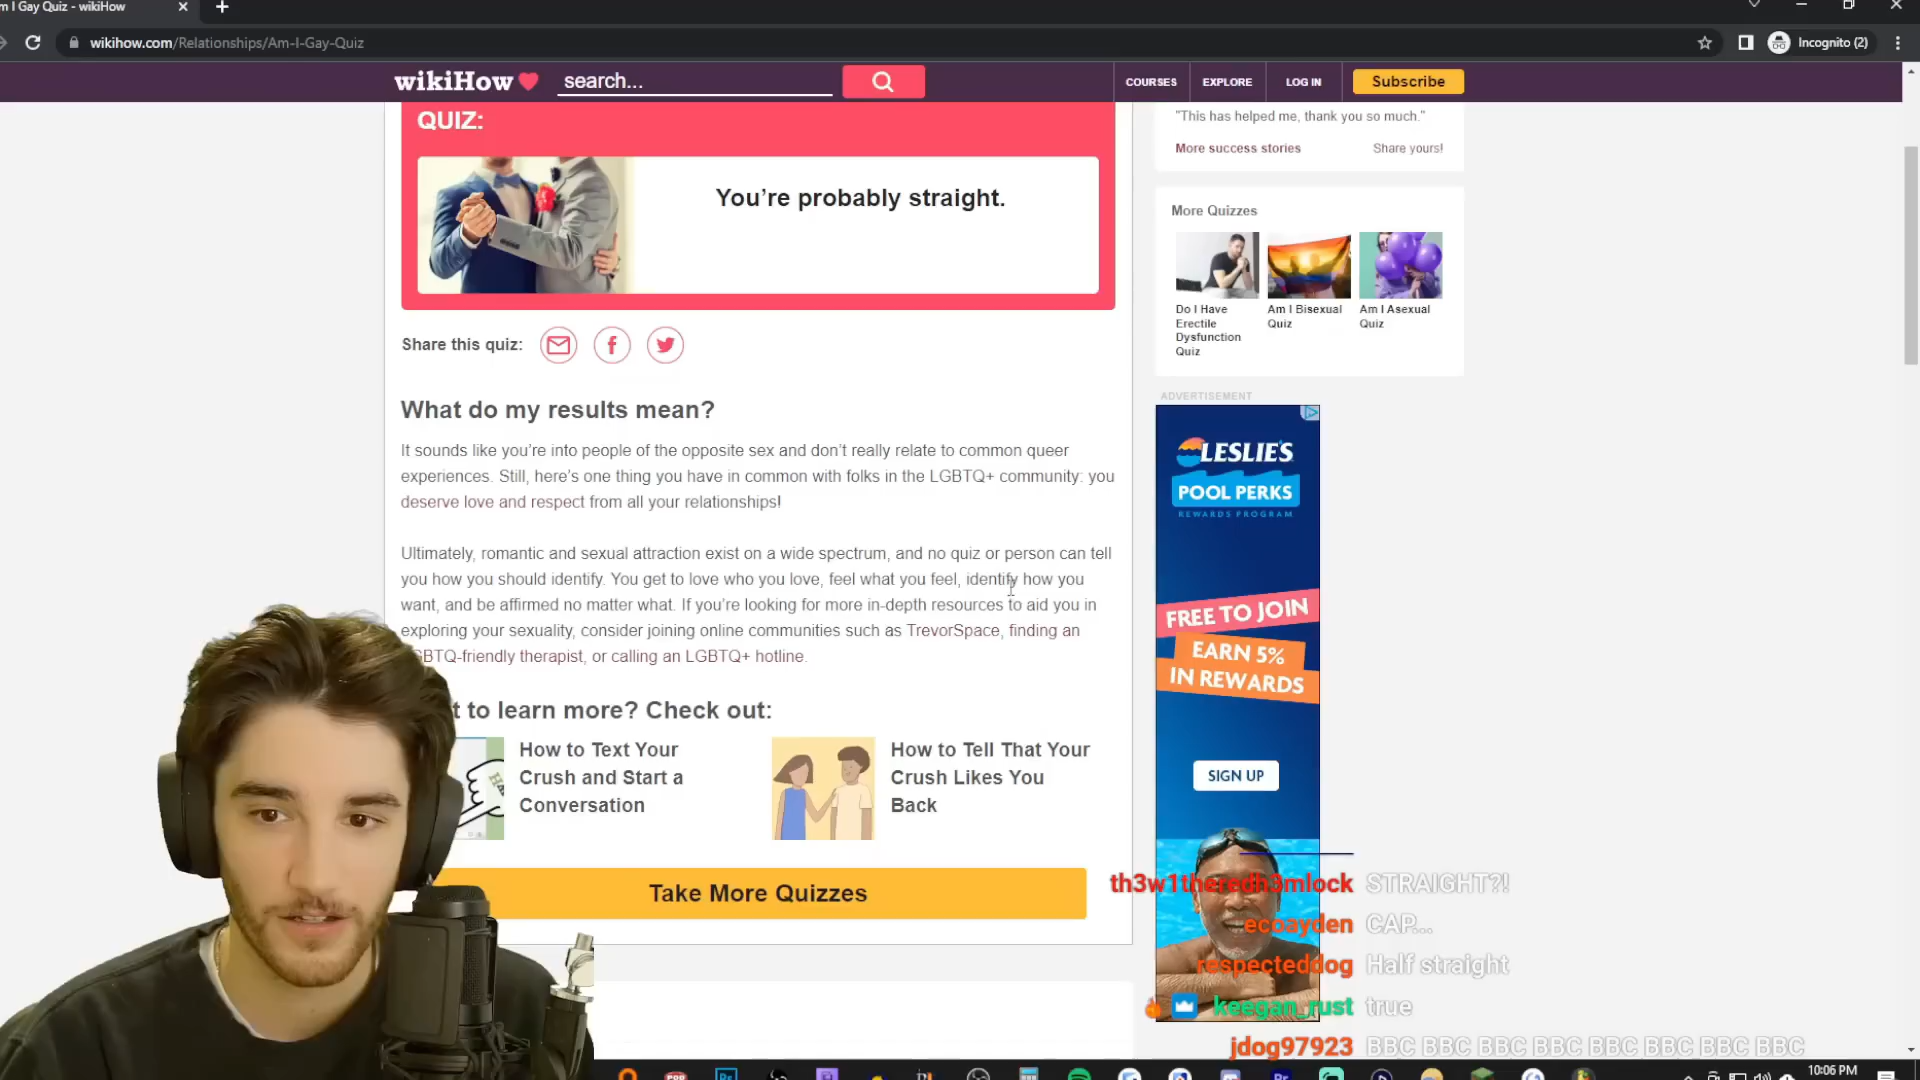 m I Gay Quiz - wikiHow
wikihow.com/Relationships/Am-I-Gay-Quiz
Incognito (2)
wikiHow
search...
COURSES
EXPLORE
LOG IN
Subscribe
QUIZ:
You're probably straight.
Share this quiz:
What do my results mean?
It sounds like you're into people of the opposite sex and don't really relate to common queer
experiences. Still, here's one thing you have in common with folks in the LGBTQ+ community: you
deserve love and respect from all your relationships!
Ultimately, romantic and sexual attraction exist on a wide spectrum, and no quiz or person can tell
you how you should identify. You get to love who you love, feel what you feel, identify how you
want, and be affirmed no matter what. If you're looking for more in-depth resources to aid you in
exploring your sexuality, consider joining online communities such as TrevorSpace, finding an
GBTQ-friendly therapist, or calling an LGBTQ+ hotline.
t to learn more? Check out:
How to Text Your
Crush and Start a
Conversation
How to Tell That Your
Crush Likes You
Back
Take More Quizzes
"This has helped me, thank you so much."
More success stories
Share yours!
More Quizzes
Do I Have
Erectile
Dysfunction
Quiz
Am I Bisexual
Quiz
Am I Asexual
Quiz
ADVERTISEMENT
LESLIE'S
POOL PERKS
REWARDS PROGRAM
FREE TO JOIN
EARN 5%
IN REWARDS
SIGN UP
th3w1theredh3mlock STRAIGHT?!
ecoayden CAP...
respecteddog Half straight
keegan_rust true
jdog97923 BBC BBC BBC BBC BBC BBC BBC BBC
10:06 PM